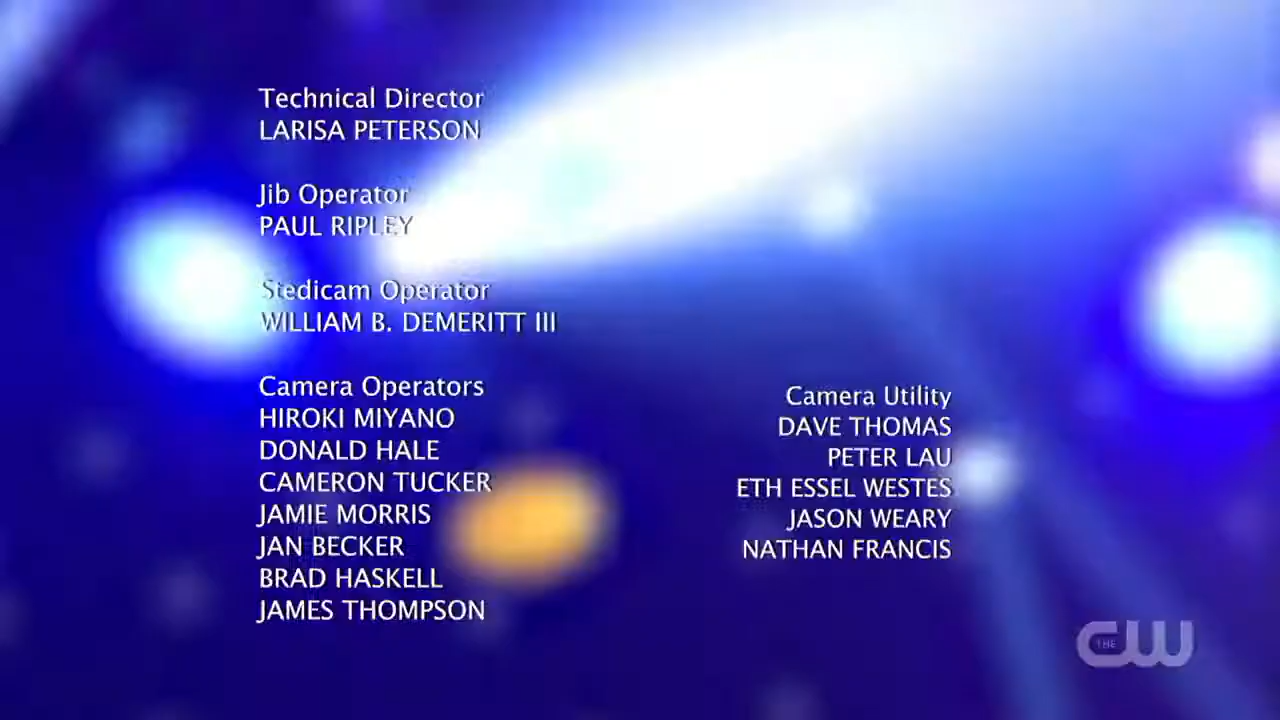 Technical Director
LARISA PETERSON
Jib Operator
PAUL RIPLEY
Stedicam Operator
WILLIAM B. DEMERITT III
Camera Operators
HIROKI MIYANO
DONALD HALE
CAMERON TUCKER
JAMIE MORRIS
JAN BECKER
BRAD HASKELL
JAMES THOMPSON
Camera Utility
DAVE THOMAS
PETER LAU
ETH ESSEL WESTES
JASON WEARY
NATHAN FRANCIS
THE CW